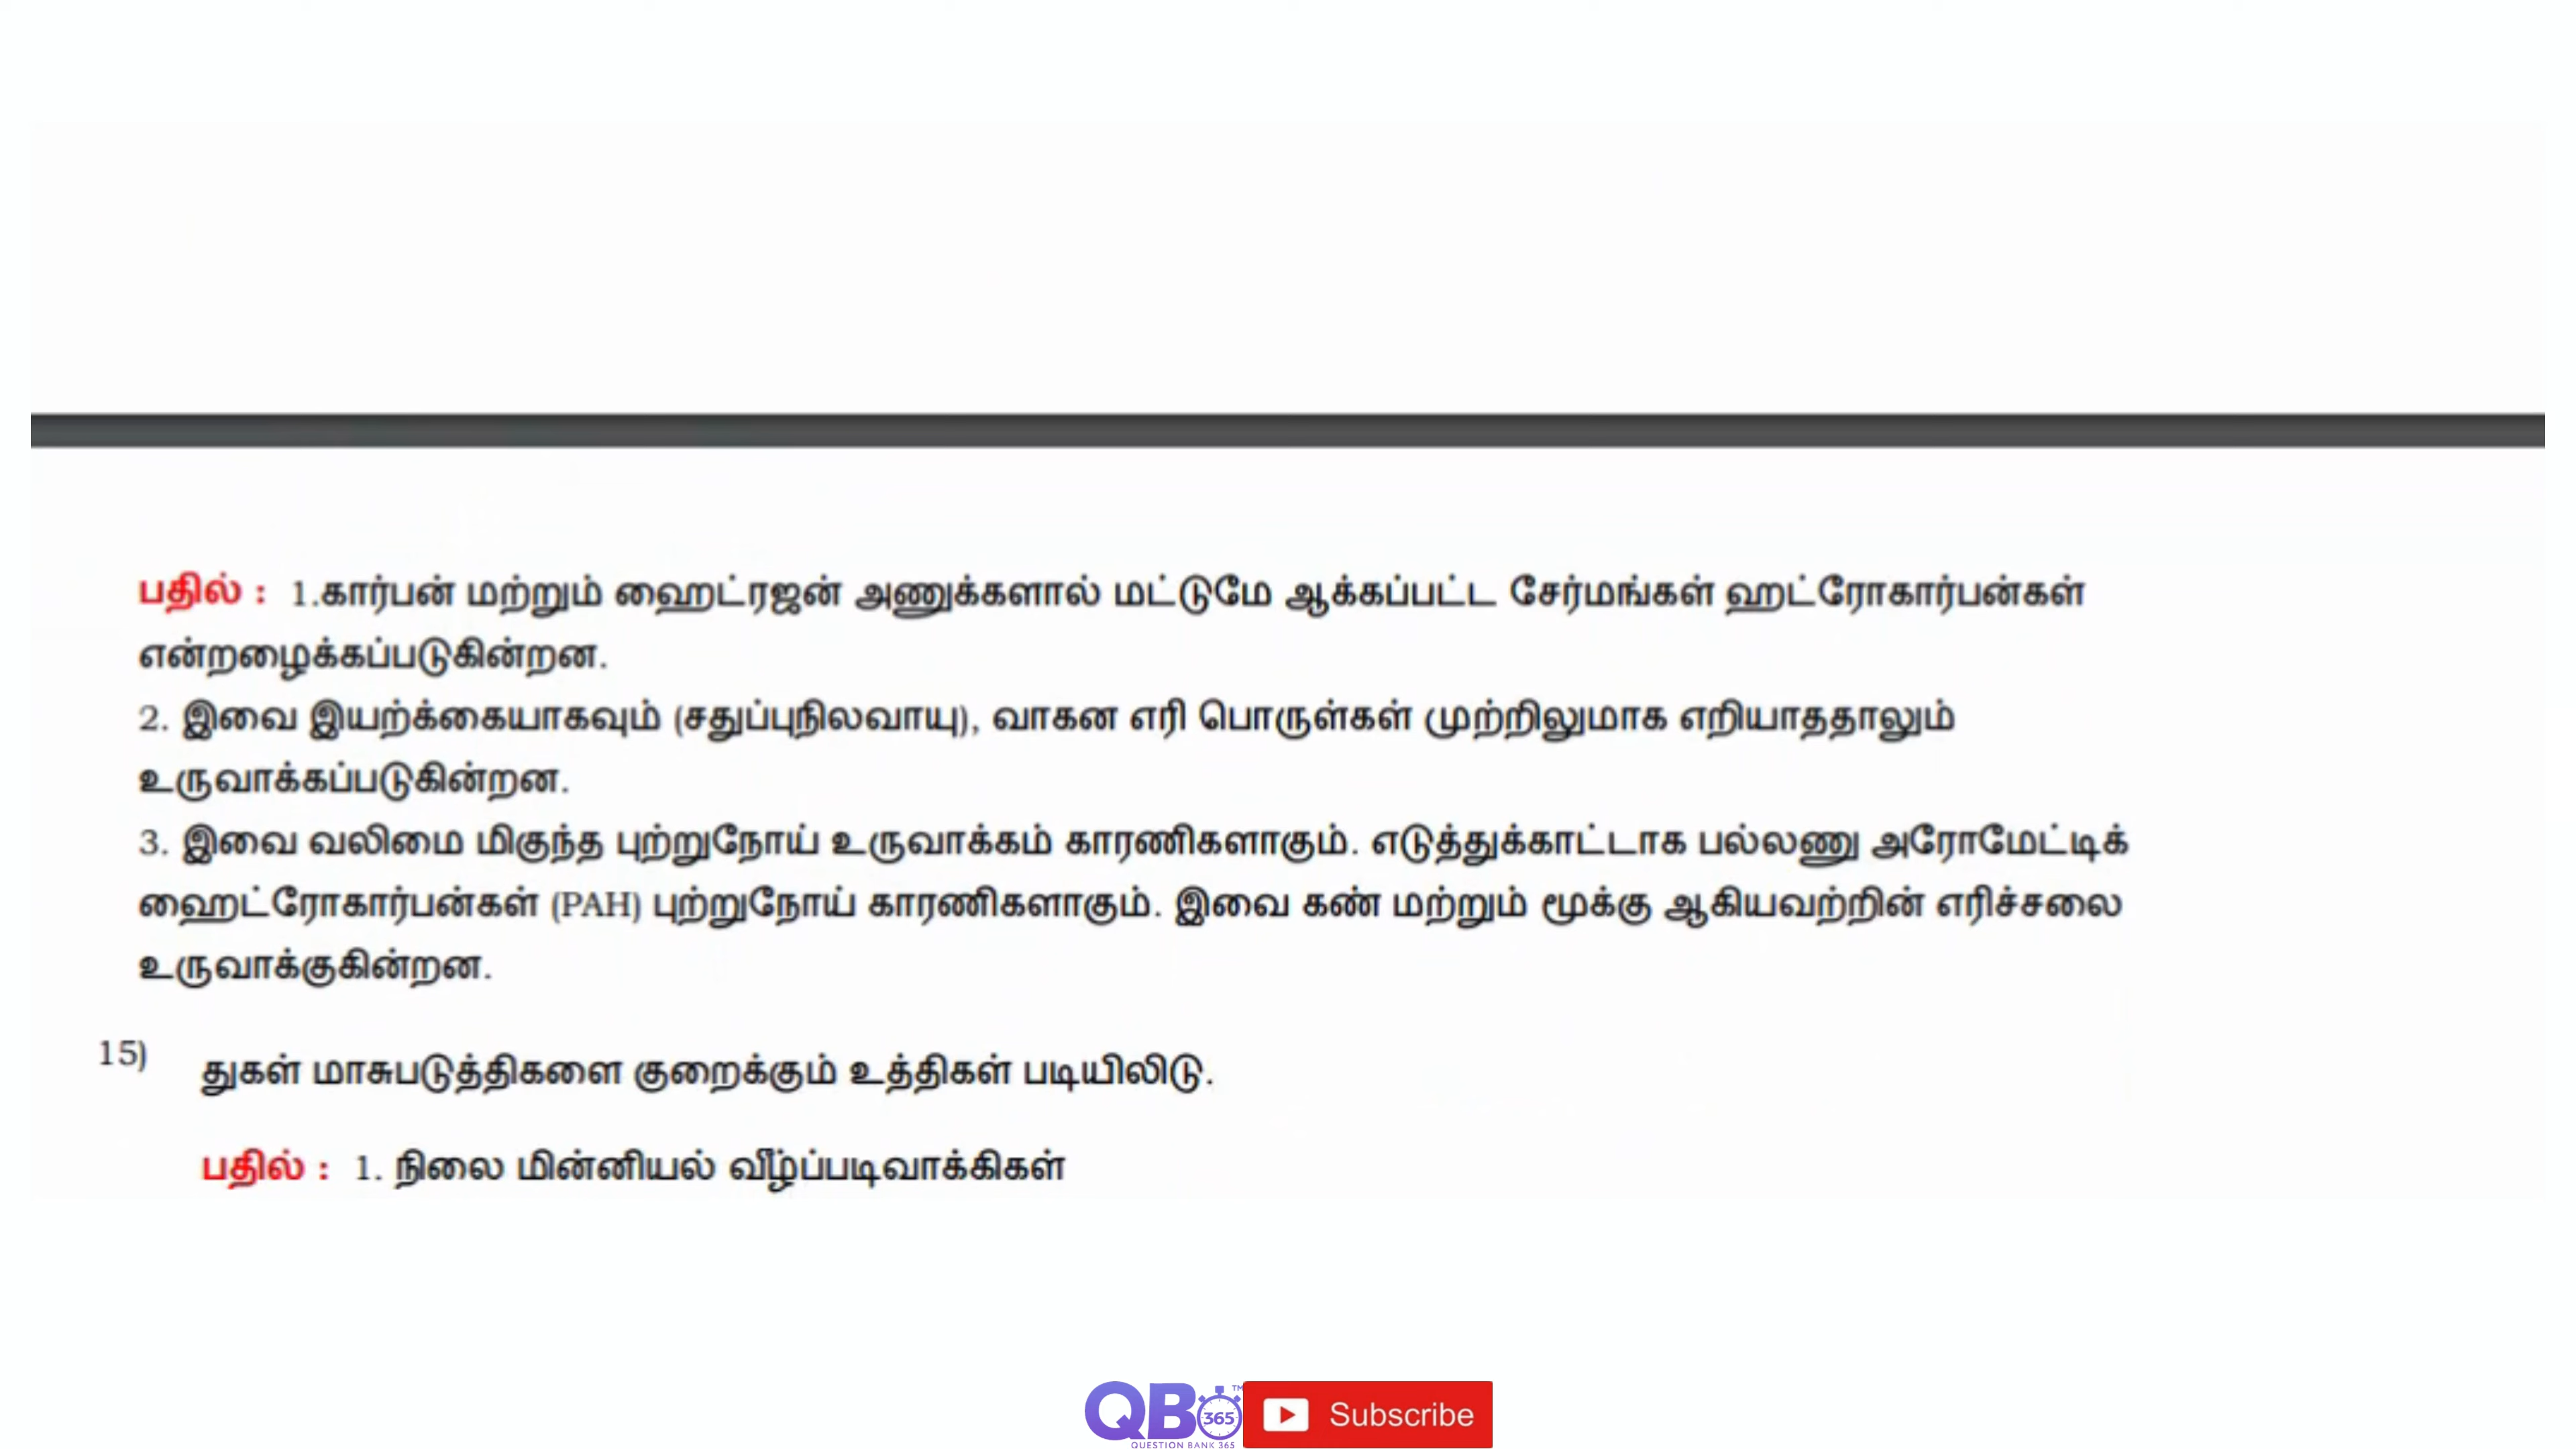 பதில் : 1.கார்பன் மற்றும் ஹைட்ரஜன் அணுக்களால் மட்டுமே ஆக்கப்பட்ட சேர்மங்கள் ஹட்ரோகார்பன்கள்
என்றழைக்கப்படுகின்றன.
2. இவை இயற்க்கையாகவும் (சதுப்புநிலவாயு), வாகன எரி பொருள்கள் முற்றிலுமாக எறியாததாலும்
உருவாக்கப்படுகின்றன.
3. இவை வலிமை மிகுந்த புற்றுநோய் உருவாக்கம் காரணிகளாகும். எடுத்துக்காட்டாக பல்லணு அரோமேட்டிக்
ஹைட்ரோகார்பன்கள் (PAH) புற்றுநோய் காரணிகளாகும். இவை கண் மற்றும் மூக்கு ஆகியவற்றின் எரிச்சலை
உருவாக்குகின்றன.
15) துகள் மாசுபடுத்திகளை குறைக்கும் உத்திகள் படியிலிடு.
பதில் : 1. நிலை மின்னியல் வீழ்ப்படிவாக்கிகள்
QB 365 ™ Subscribe
QUESTION BANK 365